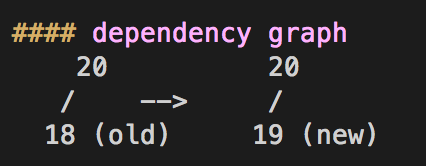 #### dependency graph
    20          20
   /    -->     /
  18 (old)     19 (new)